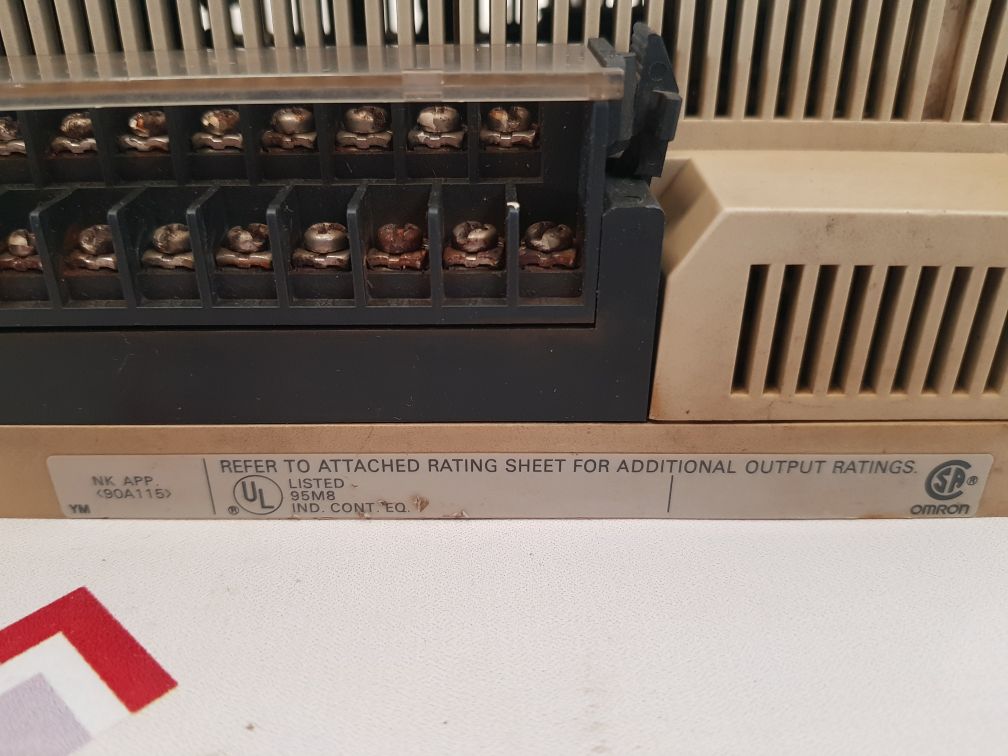 NK APP.
<90A115>
YM
REFER TO ATTACHED RATING SHEET FOR ADDITIONAL OUTPUT RATINGS.
UL ®
LISTED
95M8
IND. CONT. EQ.
SA ®
OMRON